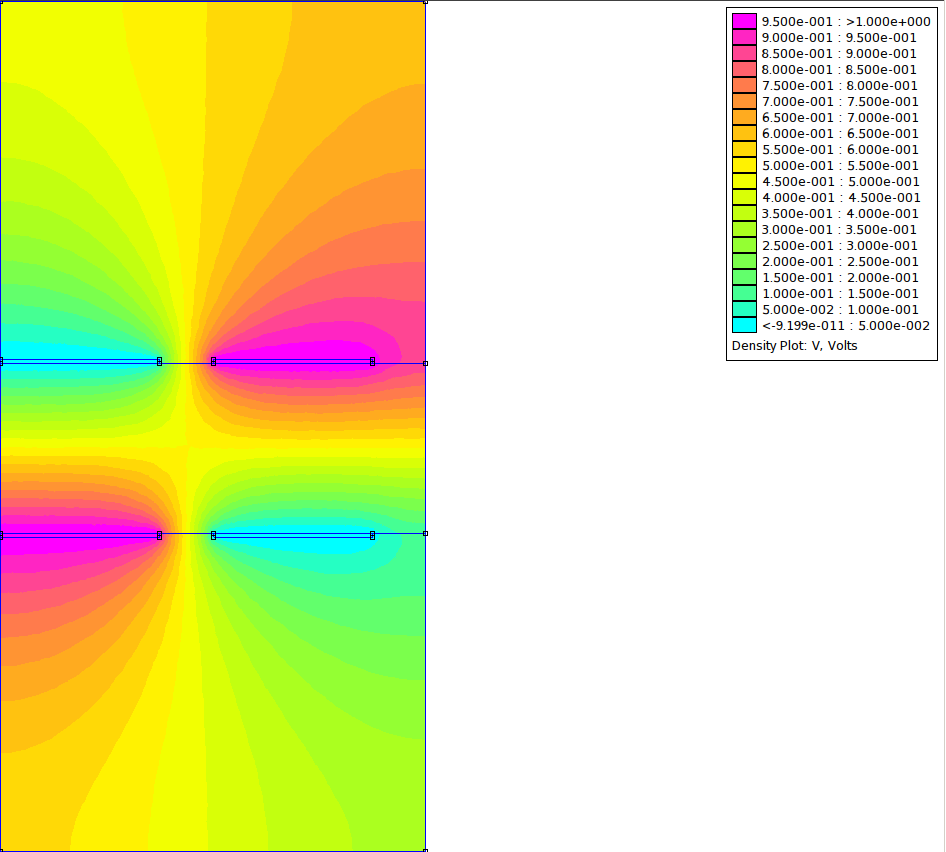 9.500e-001 : >1.000e+000
9.000e-001 : 9.500e-001
8.500e-001 : 9.000e-001
8.000e-001 : 8.500e-001
7.500e-001 : 8.000e-001
7.000e-001 : 7.500e-001
6.500e-001 : 7.000e-001
6.000e-001 : 6.500e-001
5.500e-001 : 6.000e-001
5.000e-001 : 5.500e-001
4.500e-001 : 5.000e-001
4.000e-001 : 4.500e-001
3.500e-001 : 4.000e-001
3.000e-001 : 3.500e-001
2.500e-001 : 3.000e-001
2.000e-001 : 2.500e-001
1.500e-001 : 2.000e-001
1.000e-001 : 1.500e-001
5.000e-002 : 1.000e-001
<-9.199e-011 : 5.000e-002
Density Plot: V, Volts